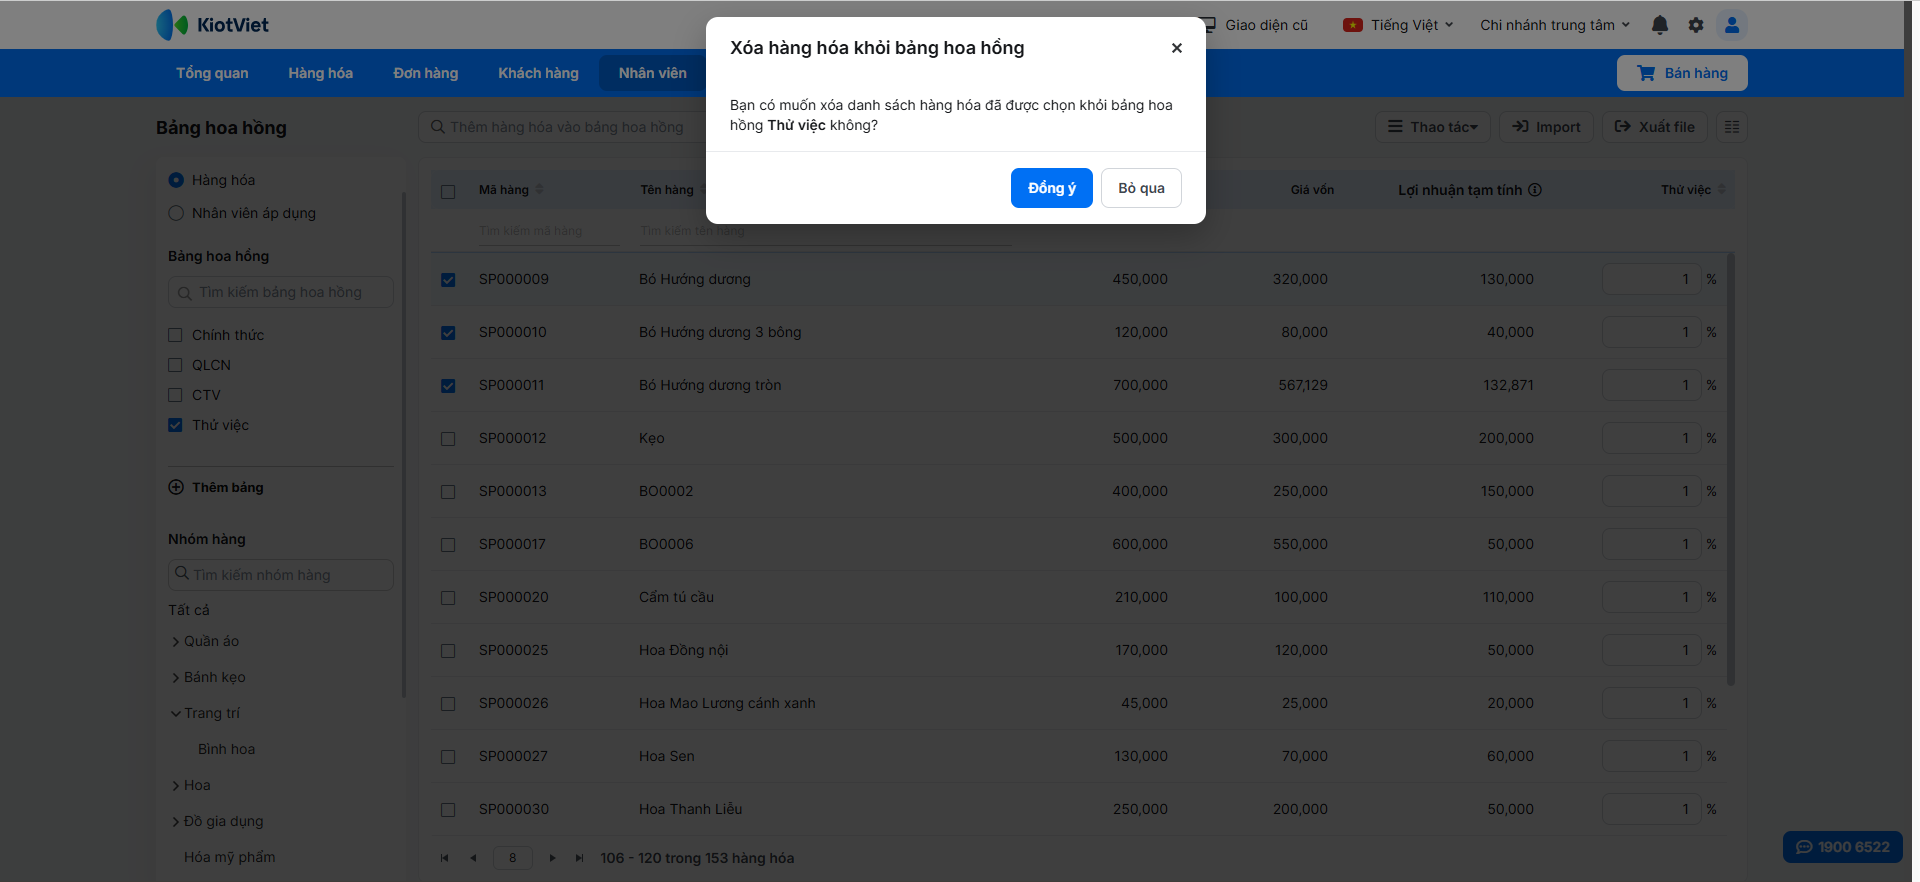 KiotViet
Giao diện cũ
Tiếng Việt
Chi nhánh trung tâm
Tổng quan
Hàng hóa
Đơn hàng
Khách hàng
Nhân viên
Bán hàng
Xóa hàng hóa khỏi bảng hoa hồng
Bạn có muốn xóa danh sách hàng hóa đã được chọn khỏi bảng hoa
hồng Thử việc không?
Đồng ý
Bỏ qua
Bảng hoa hồng
Thêm hàng hóa vào bảng hoa hồng
Thao tác
Import
Xuất file
Hàng hóa
Nhân viên áp dụng
Bảng hoa hồng
Tìm kiếm bảng hoa hồng
Chính thức
QLCN
CTV
Thử việc
Thêm bảng
Nhóm hàng
Tìm kiếm nhóm hàng
Tất cả
Quần áo
Bánh kẹo
Trang trí
Bình hoa
Hoa
Đồ gia dụng
Hóa mỹ phẩm
Mã hàng Tên hàng Giá vốn Lợi nhuận tạm tính Thử việc
Tìm kiếm mã hàng Tìm kiếm tên hàng
SP000009 Bó Hướng dương 450,000 320,000 130,000 1 %
SP000010 Bó Hướng dương 3 bông 120,000 80,000 40,000 1 %
SP000011 Bó Hướng dương tròn 700,000 567,129 132,871 1 %
SP000012 Kẹo 500,000 300,000 200,000 1 %
SP000013 BO0002 400,000 250,000 150,000 1 %
SP000017 BO0006 600,000 550,000 50,000 1 %
SP000020 Cẩm tú cầu 210,000 100,000 110,000 1 %
SP000025 Hoa Đồng nội 170,000 120,000 50,000 1 %
SP000026 Hoa Mao Lương cánh xanh 45,000 25,000 20,000 1 %
SP000027 Hoa Sen 130,000 70,000 60,000 1 %
SP000030 Hoa Thanh Liễu 250,000 200,000 50,000 1 %
8 106 - 120 trong 153 hàng hóa
1900 6522